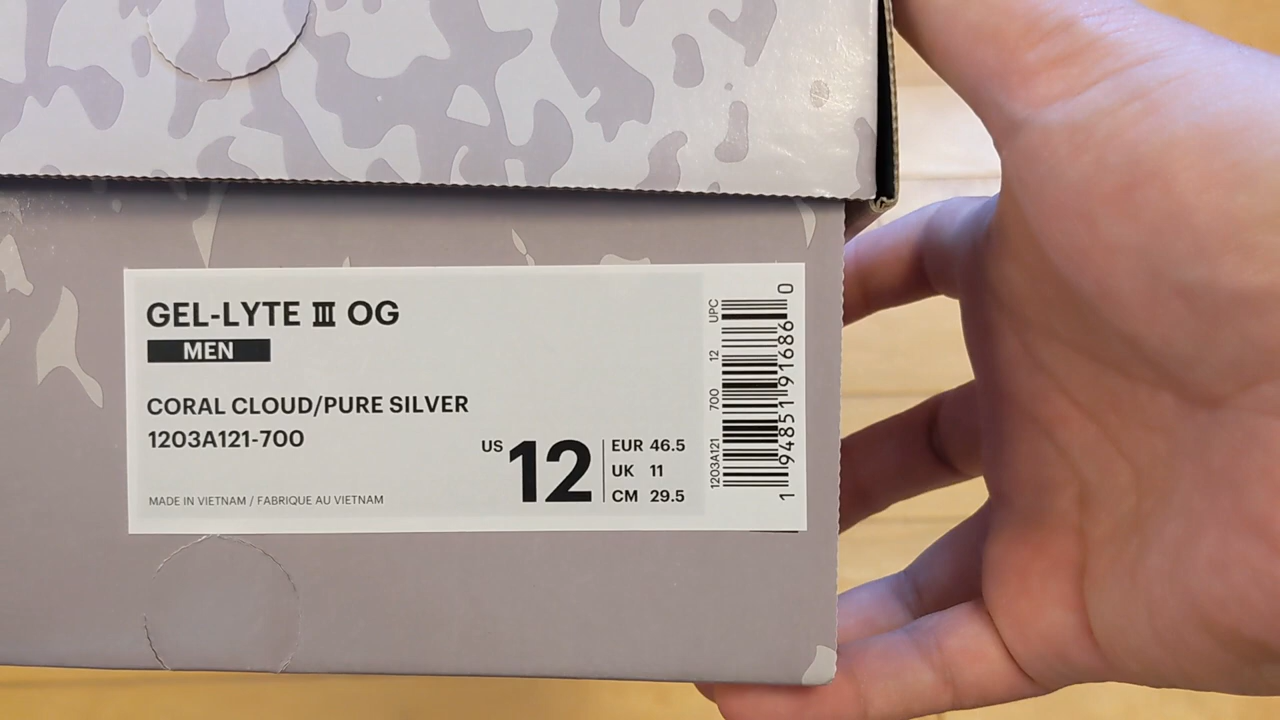 GEL-LYTE III OG
MEN
CORAL CLOUD/PURE SILVER
1203A121-700
MADE IN VIETNAM / FABRIQUE AU VIETNAM
US 12
EUR 46.5
UK 11
CM 29.5
1203A121 700 12 UPC
1 94851 91686 0